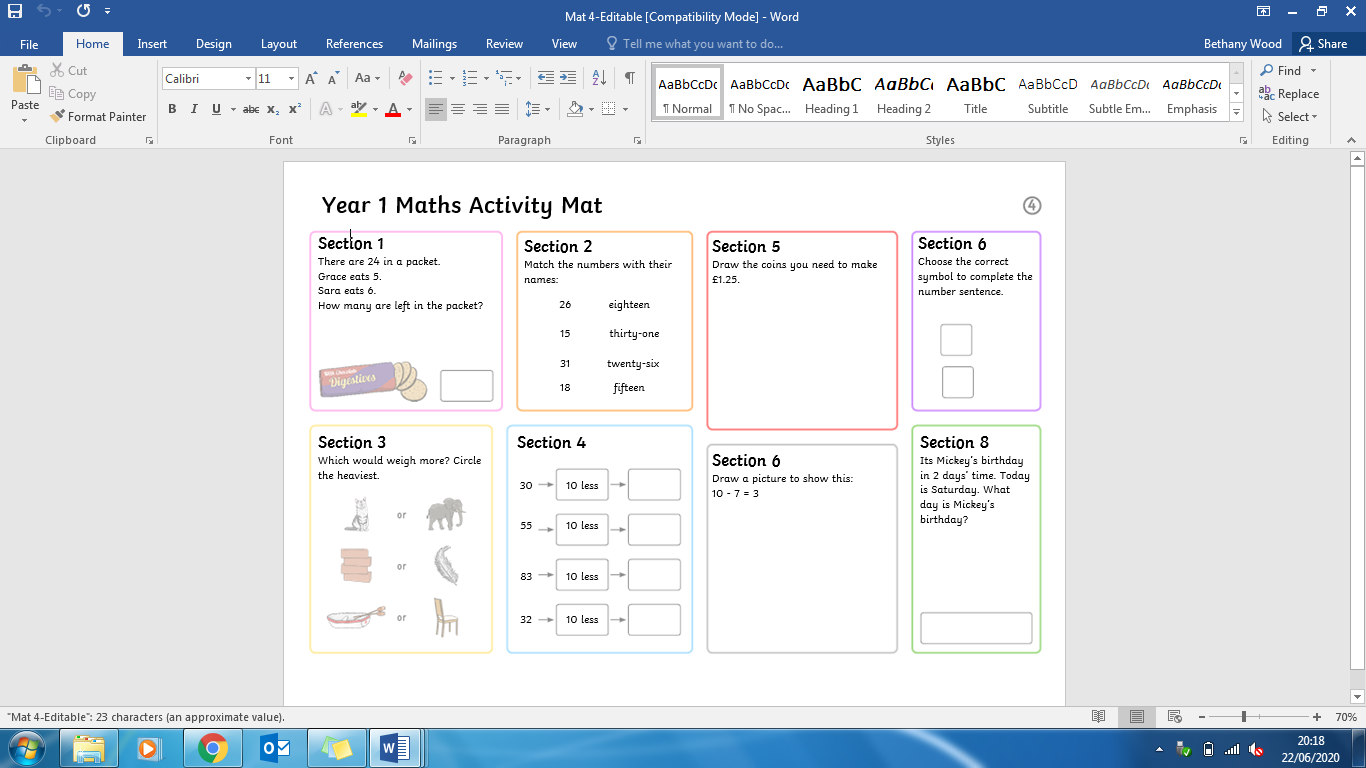 Mat 4-Editable [Compatibility Mode] - Word
File Home Insert Design Layout References Mailings Review View Tell me what you want to do... Bethany Wood Share
Paste
Cut
Copy
Format Painter
Clipboard
Calibri 11
B I U abc x₂ x²
Font
Paragraph
AaBbCcDc AaBbCcDc AaBbC AaBbCc AaBbC AaBbCcD AaBbCcDc AaBbCcDc
¶ Normal ¶ No Spac... Heading 1 Heading 2 Title Subtitle Subtle Em... Emphasis
Styles
Find
Replace
Select
Editing
Year 1 Maths Activity Mat
4
Section 1
There are 24 in a packet.
Grace eats 5.
Sara eats 6.
How many are left in the packet?
Milk Chocolate
Digestives
Section 2
Match the numbers with their
names:
26 eighteen
15 thirty-one
31 twenty-six
18 fifteen
Section 5
Draw the coins you need to make
£1.25.
Section 6
Choose the correct
symbol to complete the
number sentence.
Section 3
Which would weigh more? Circle
the heaviest.
or
or
or
Section 4
30 10 less
55 10 less
83 10 less
32 10 less
Section 6
Draw a picture to show this:
10 - 7 = 3
Section 8
Its Mickey's birthday
in 2 days' time. Today
is Saturday. What
day is Mickey's
birthday?
"Mat 4-Editable": 23 characters (an approximate value).
70%
20:18
22/06/2020